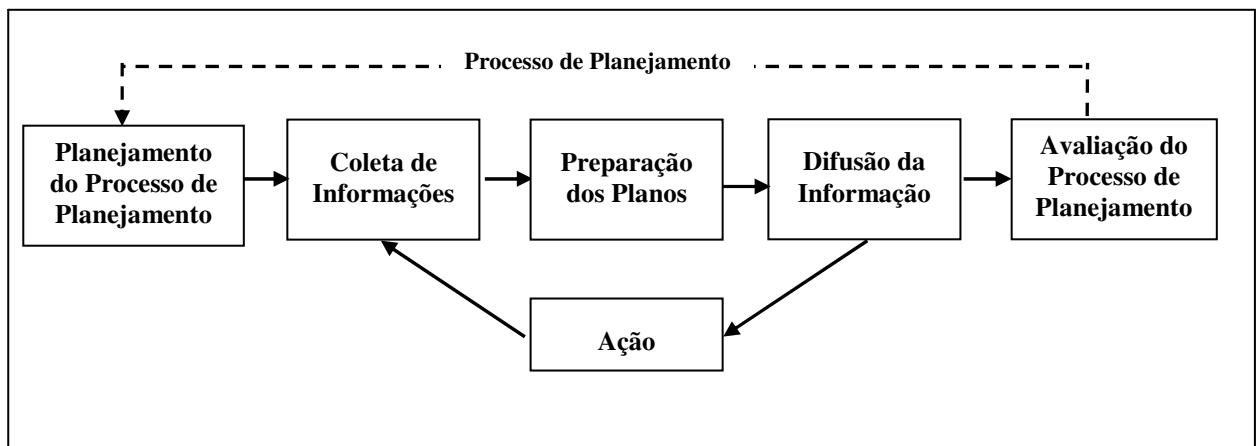 Processo de Planejamento
Planejamento
do Processo de
Planejamento
Coleta de
Informações
Preparação
dos Planos
Difusão da
Informação
Avaliação do
Processo de
Planejamento
Ação